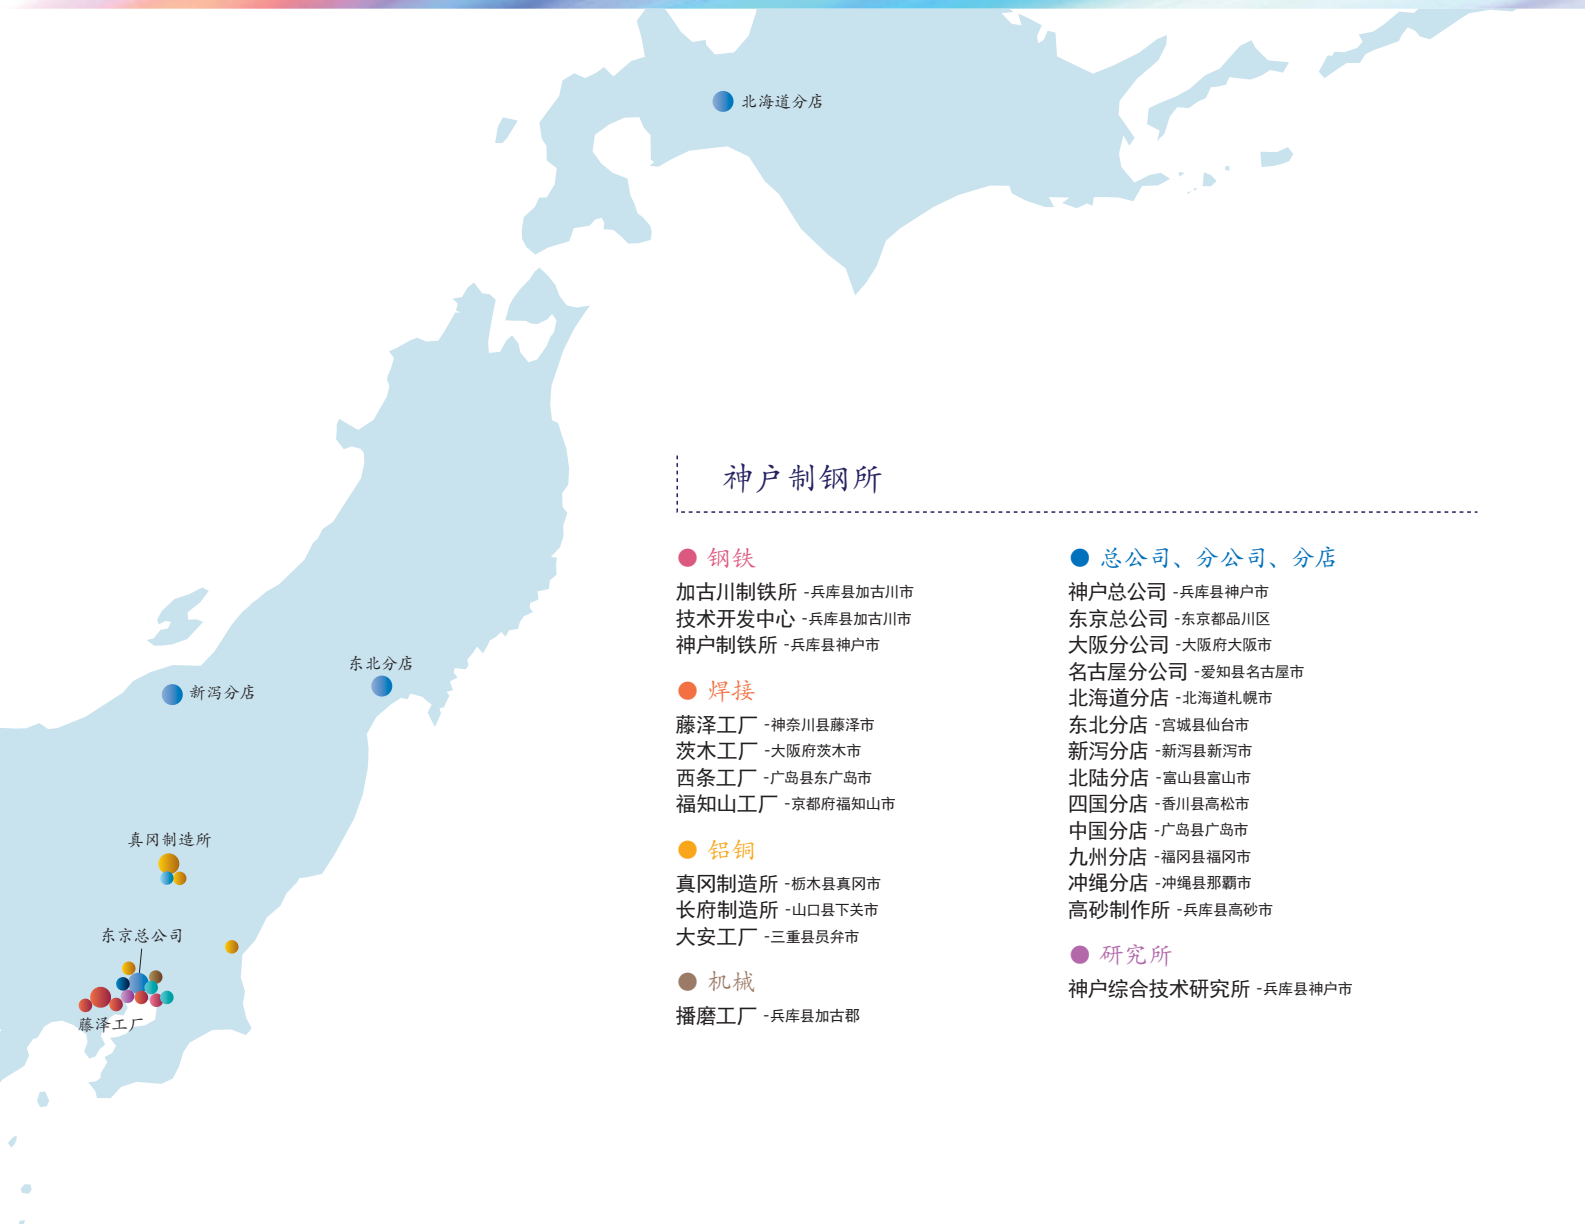 北海道分店
东北分店
新泻分店
真冈制造所
东京总公司
藤泽工厂
神户制钢所
钢铁
加古川制铁所 -兵库县加古川市
技术开发中心 -兵库县加古川市
神户制铁所 -兵库县神户市
焊接
藤泽工厂 -神奈川县藤泽市
茨木工厂 -大阪府茨木市
西条工厂 -广岛县东广岛市
福知山工厂 -京都府福知山市
铝铜
真冈制造所 -栃木县真冈市
长府制造所 -山口县下关市
大安工厂 -三重县员弁市
机械
播磨工厂 -兵库县加古郡
总公司、分公司、分店
神户总公司 -兵库县神户市
东京总公司 -东京都品川区
大阪分公司 -大阪府大阪市
名古屋分公司 -爱知县名古屋市
北海道分店 -北海道札幌市
东北分店 -宫城县仙台市
新泻分店 -新泻县新泻市
北陆分店 -富山县富山市
四国分店 -香川县高松市
中国分店 -广岛县广岛市
九州分店 -福冈县福冈市
冲绳分店 -冲绳县那霸市
高砂制作所 -兵库县高砂市
研究所
神户综合技术研究所 -兵库县神户市